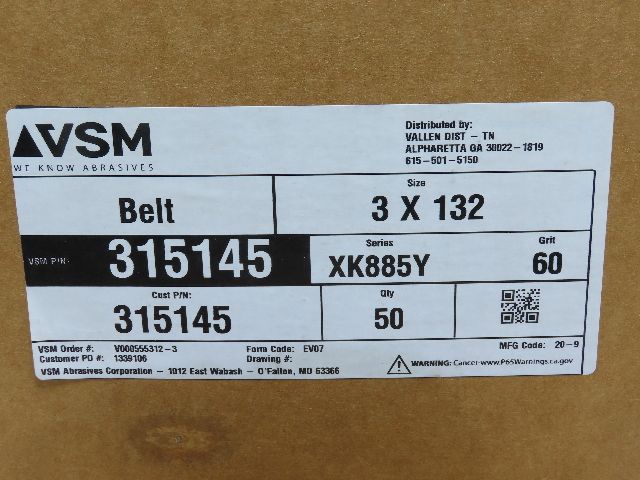 VSM
WE KNOW ABRASIVES
Distributed by:
VALLEN DIST - TN
ALPHARETTA GA 38022-1819
615-501-5150
Belt
Size
3 X 132
VSM P/N:
315145
Series
XK885Y
Grit
60
Cust P/N:
315145
Qty
50
VSM Order #: V000555312-3
Customer PO #: 1339106
Form Code: EV07
Drawing #:
MFG Code: 20-9
VSM Abrasives Corporation - 1012 East Wabash - O'Fallon, MO 63366
WARNING: Cancer-www.P65Warnings.ca.gov